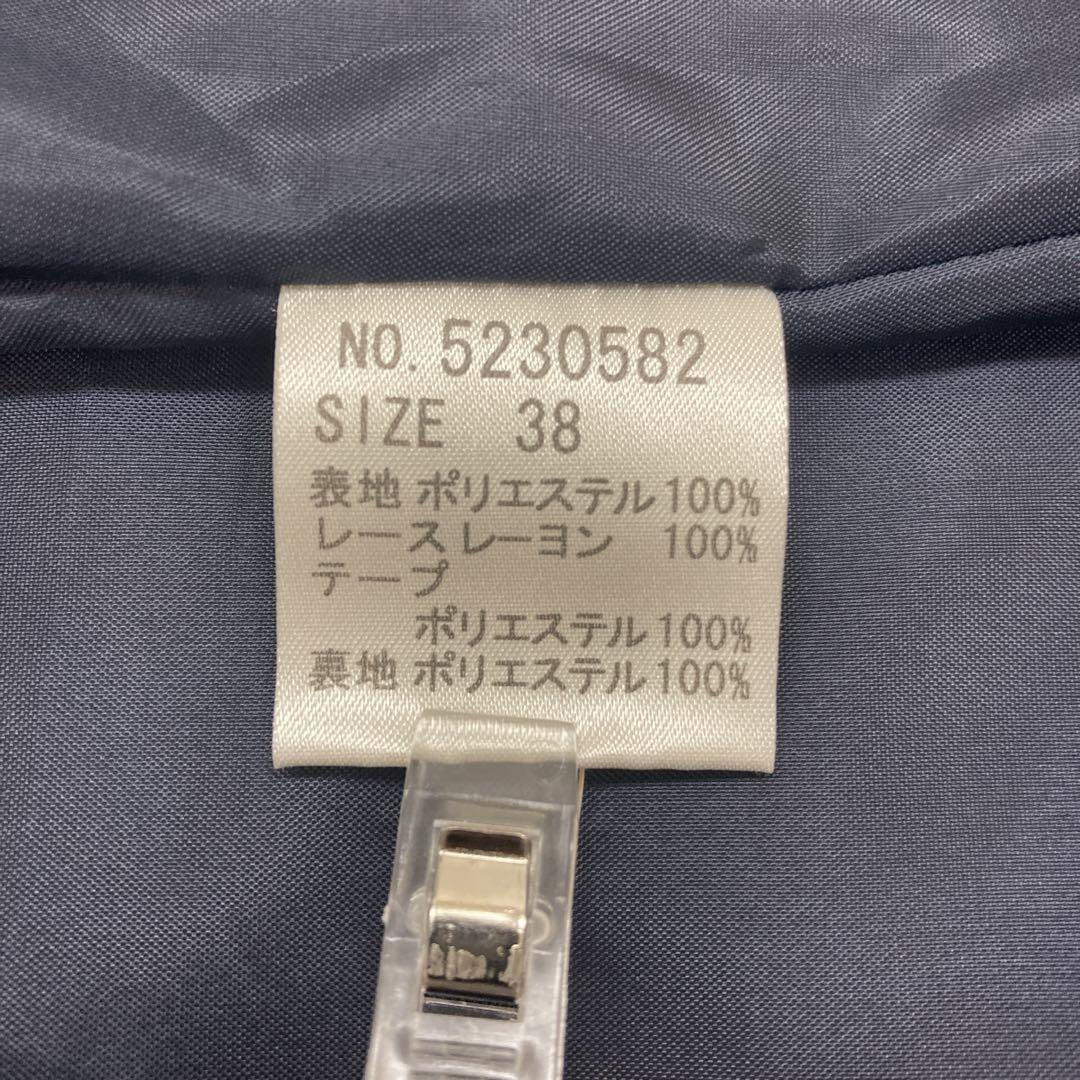 NO. 5230582
SIZE 38
表地 ポリエステル 100%
レース レーヨン 100%
テープ
ポリエステル 100%
裏地 ポリエステル 100%